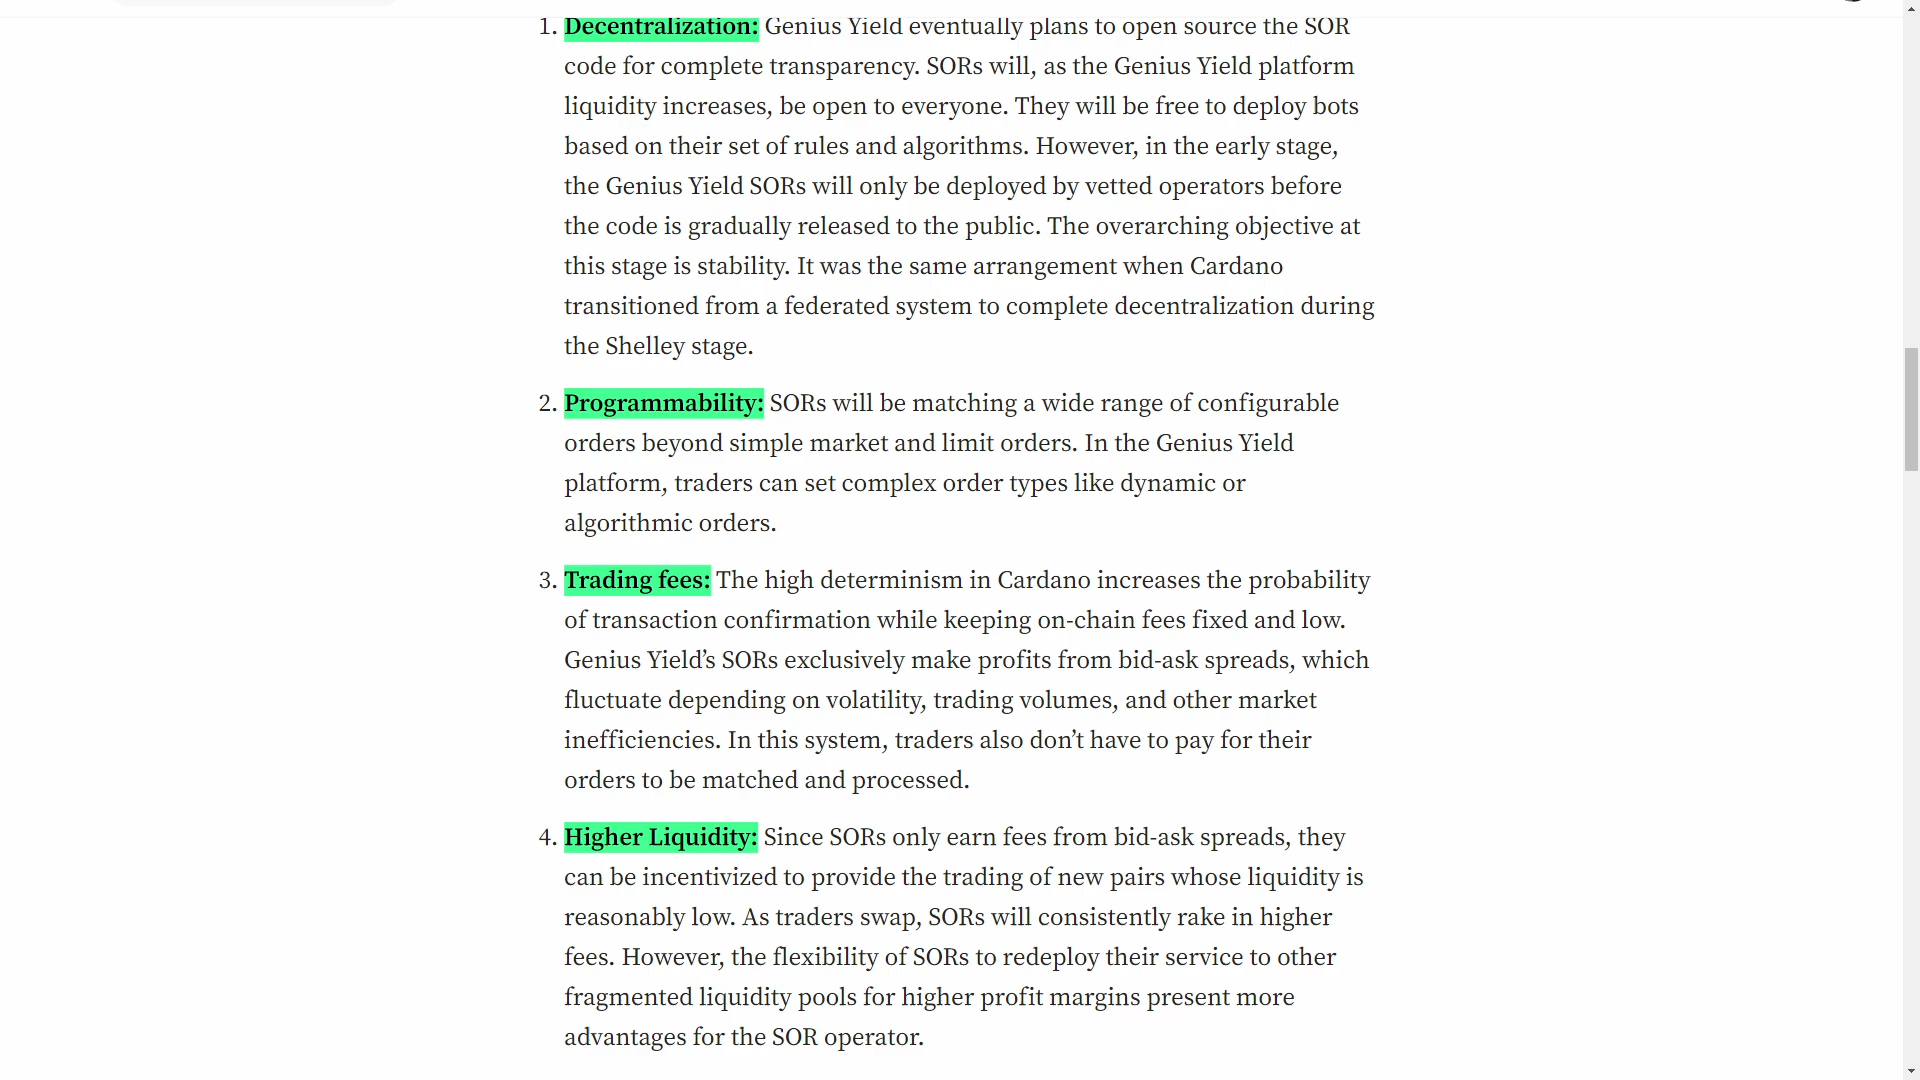 1. Decentralization: Genius Yield eventually plans to open source the SOR
code for complete transparency. SORs will, as the Genius Yield platform
liquidity increases, be open to everyone. They will be free to deploy bots
based on their set of rules and algorithms. However, in the early stage,
the Genius Yield SORs will only be deployed by vetted operators before
the code is gradually released to the public. The overarching objective at
this stage is stability. It was the same arrangement when Cardano
transitioned from a federated system to complete decentralization during
the Shelley stage.
2. Programmability: SORs will be matching a wide range of configurable
orders beyond simple market and limit orders. In the Genius Yield
platform, traders can set complex order types like dynamic or
algorithmic orders.
3. Trading fees: The high determinism in Cardano increases the probability
of transaction confirmation while keeping on-chain fees fixed and low.
Genius Yield’s SORs exclusively make profits from bid-ask spreads, which
fluctuate depending on volatility, trading volumes, and other market
inefficiencies. In this system, traders also don’t have to pay for their
orders to be matched and processed.
4. Higher Liquidity: Since SORs only earn fees from bid-ask spreads, they
can be incentivized to provide the trading of new pairs whose liquidity is
reasonably low. As traders swap, SORs will consistently rake in higher
fees. However, the flexibility of SORs to redeploy their service to other
fragmented liquidity pools for higher profit margins present more
advantages for the SOR operator.